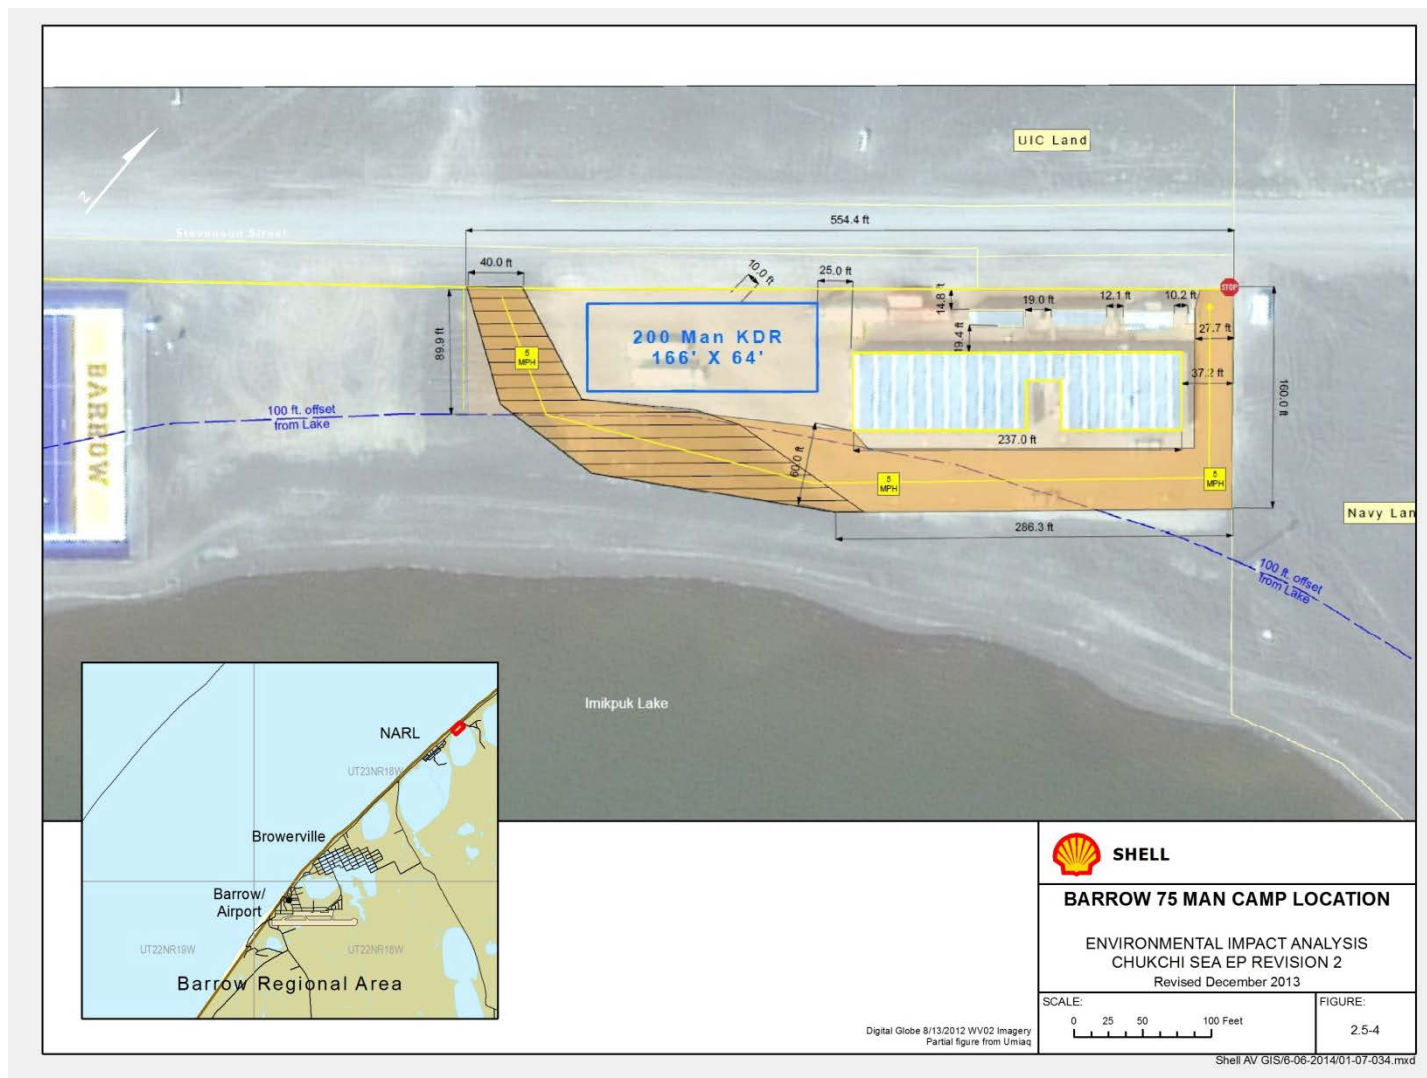 UIC Land
554.4 ft
Stevenson Street
40.0 ft
10.0 ft
25.0 ft
14.8 ft
19.0 ft
12.1 ft
10.2 ft
STOP
27.7 ft
19.4 ft
200 Man KDR
166' X 64'
89.9 ft
5
MPH
37.2 ft
160.0 ft
N
BARROW
100 ft. offset
from Lake
237.0 ft
60.0 ft
5
MPH
5
MPH
286.3 ft
Navy Lan
100 ft. offset
from Lake
Imikpuk Lake
NARL
UT23NR18W
Browerville
Barrow/
Airport
UT22NR19W
UT22NR18W
Barrow Regional Area
SHELL
BARROW 75 MAN CAMP LOCATION
ENVIRONMENTAL IMPACT ANALYSIS
CHUKCHI SEA EP REVISION 2
Revised December 2013
SCALE:
0 25 50 100 Feet
FIGURE:
2.5-4
Digital Globe 8/13/2012 WV02 Imagery
Partial figure from Umiaq
Shell AV GIS/6-06-2014/01-07-034.mxd